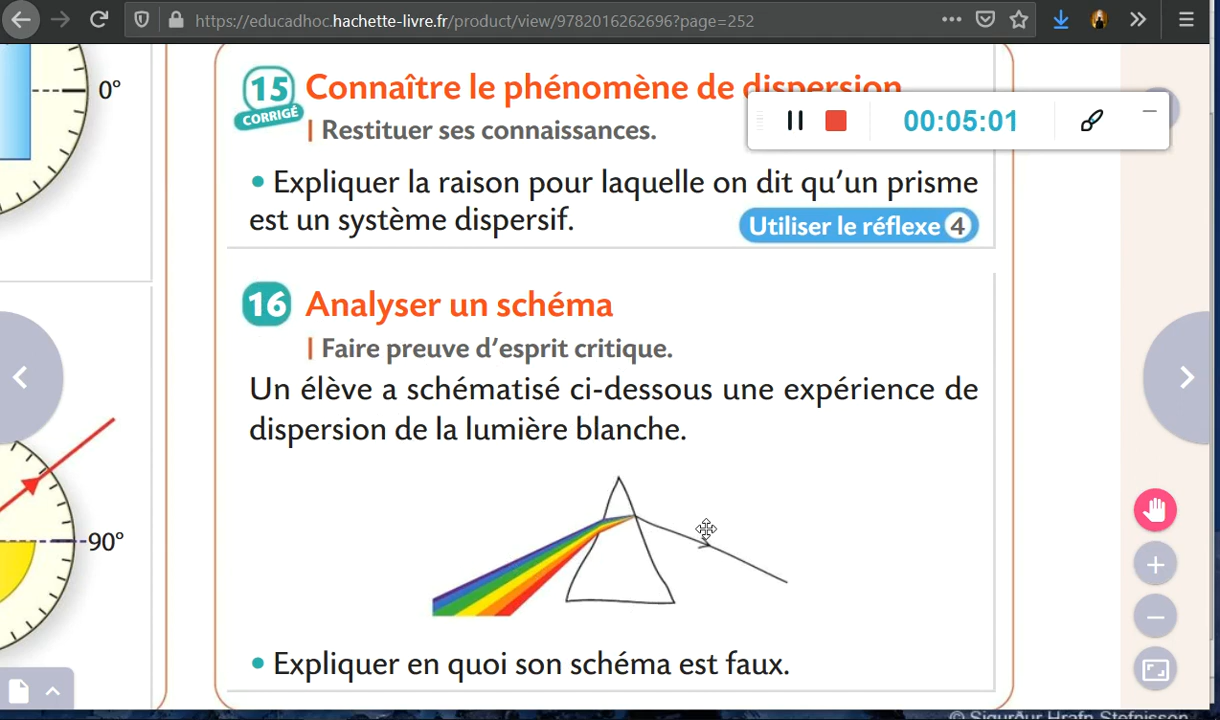 https://educadhoc.hachette-livre.fr/product/view/9782016262696?page=252
0°
15 Connaître le phénomène de dispersion
CORRIGÉ
| Restituer ses connaissances.
00:05:01
• Expliquer la raison pour laquelle on dit qu'un prisme
est un système dispersif.
Utiliser le réflexe 4
16 Analyser un schéma
| Faire preuve d'esprit critique.
Un élève a schématisé ci-dessous une expérience de
dispersion de la lumière blanche.
90°
• Expliquer en quoi son schéma est faux.
© Sigurður Hrafn Stefnisson